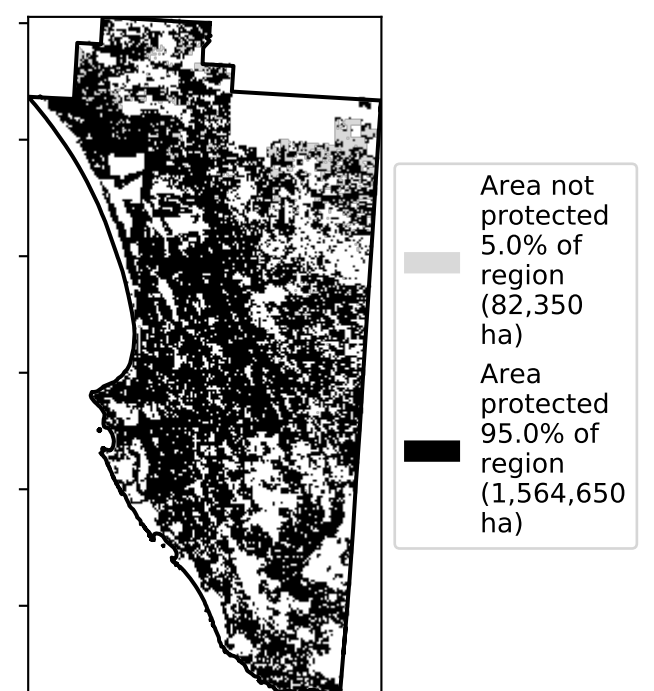 Area not
protected
5.0% of
region
(82,350
ha)
Area
protected
95.0% of
region
(1,564,650
ha)